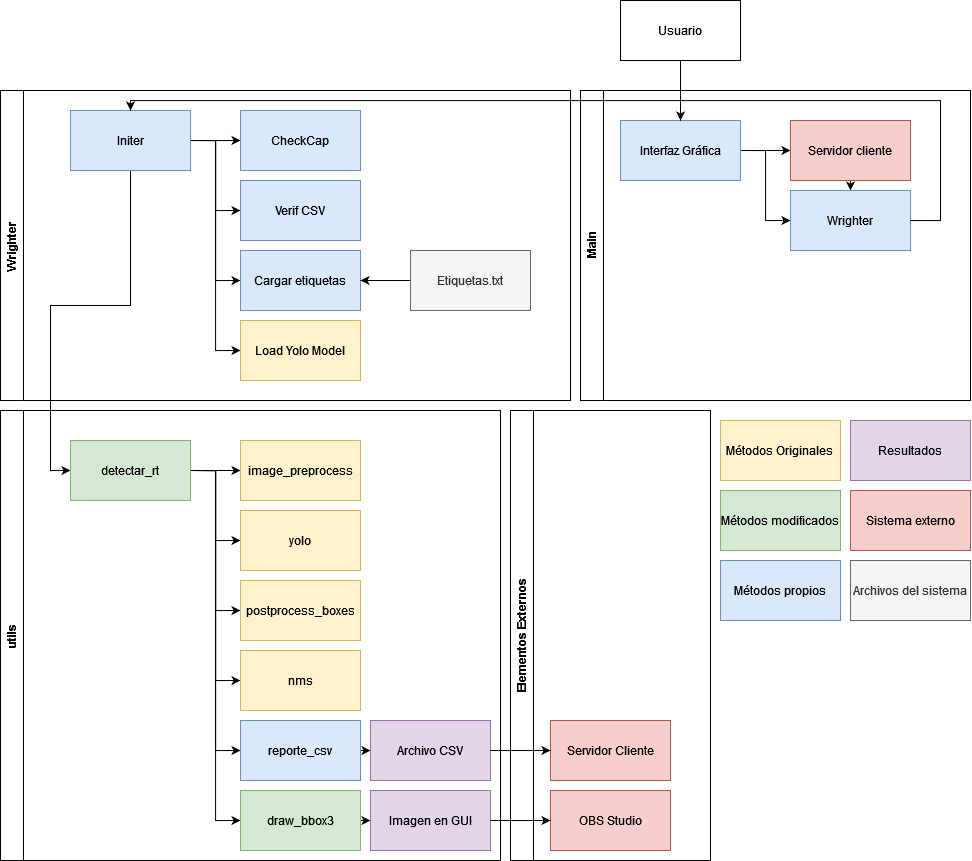 Usuario
Wrighter
Initer
CheckCap
Verif CSV
Cargar etiquetas
Etiquetas.txt
Load Yolo Model
Main
Interfaz Gráfica
Servidor cliente
Wrighter
utils
detectar_rt
image_preprocess
yolo
postprocess_boxes
nms
reporte_csv
Archivo CSV
draw_bbox3
Imagen en GUI
Elementos Externos
Servidor Cliente
OBS Studio
Métodos Originales
Resultados
Métodos modificados
Sistema externo
Métodos propios
Archivos del sistema